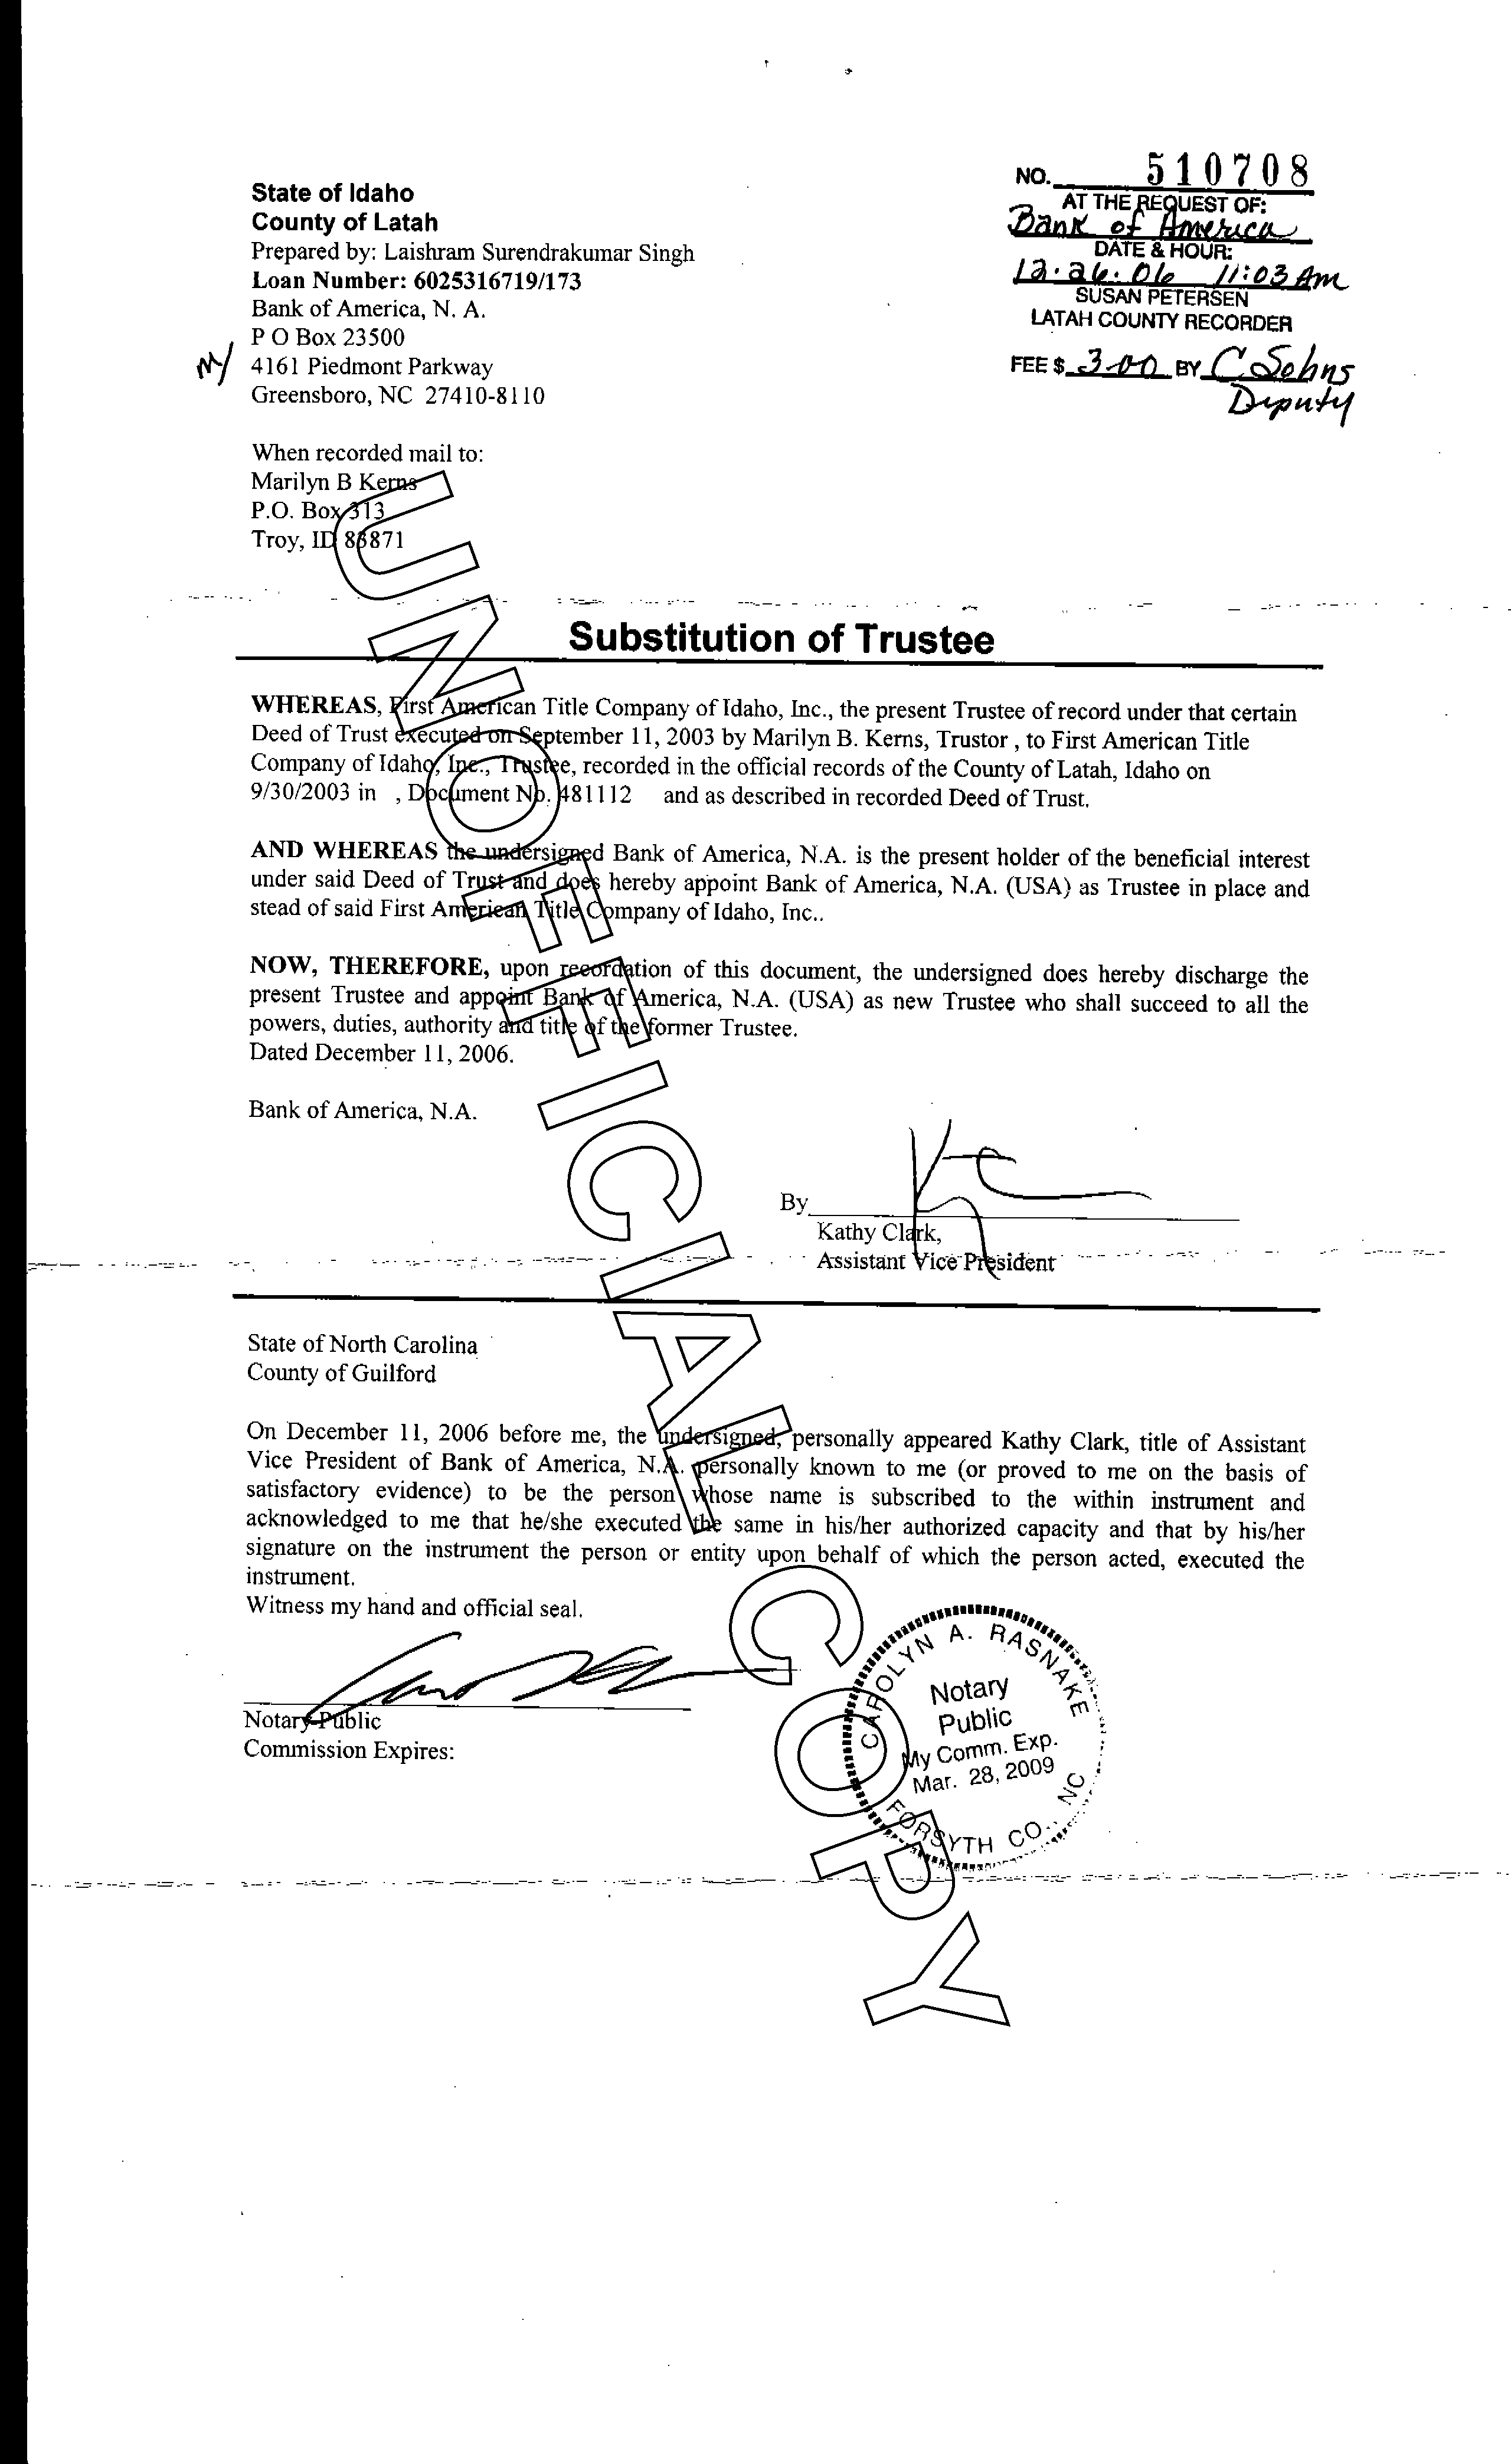 NO. 510708
AT THE REQUEST OF:
Bank of America
DATE & HOUR:
12.26.06 11:03 Am
SUSAN PETERSEN
LATAH COUNTY RECORDER
FEE $ 3.00 BY C Sohns
Deputy
State of Idaho
County of Latah
Prepared by: Laishram Surendrakumar Singh
Loan Number: 6025316719/173
Bank of America, N. A.
P O Box 23500
M/ 4161 Piedmont Parkway
Greensboro, NC 27410-8110
When recorded mail to:
Marilyn B Kerns
P.O. Box 313
Troy, ID 83871
Substitution of Trustee
WHEREAS, First American Title Company of Idaho, Inc., the present Trustee of record under that certain
Deed of Trust executed on September 11, 2003 by Marilyn B. Kerns, Trustor , to First American Title
Company of Idaho, Inc., Trustee, recorded in the official records of the County of Latah, Idaho on
9/30/2003 in , Document No. 481112 and as described in recorded Deed of Trust.
AND WHEREAS the undersigned Bank of America, N.A. is the present holder of the beneficial interest
under said Deed of Trust and does hereby appoint Bank of America, N.A. (USA) as Trustee in place and
stead of said First American Title Company of Idaho, Inc..
NOW, THEREFORE, upon recordation of this document, the undersigned does hereby discharge the
present Trustee and appoint Bank of America, N.A. (USA) as new Trustee who shall succeed to all the
powers, duties, authority and title of the former Trustee.
Dated December 11, 2006.
Bank of America, N.A.
By
Kathy Clark,
Assistant Vice President
State of North Carolina
County of Guilford
On December 11, 2006 before me, the undersigned, personally appeared Kathy Clark, title of Assistant
Vice President of Bank of America, N.A. personally known to me (or proved to me on the basis of
satisfactory evidence) to be the person whose name is subscribed to the within instrument and
acknowledged to me that he/she executed the same in his/her authorized capacity and that by his/her
signature on the instrument the person or entity upon behalf of which the person acted, executed the
instrument.
Witness my hand and official seal.
Notary Public
Commission Expires:
CAROLYN A. RASNAKE
Notary
Public
My Comm. Exp.
Mar. 28, 2009
FORSYTH CO., NC
UNOFFICIAL COPY